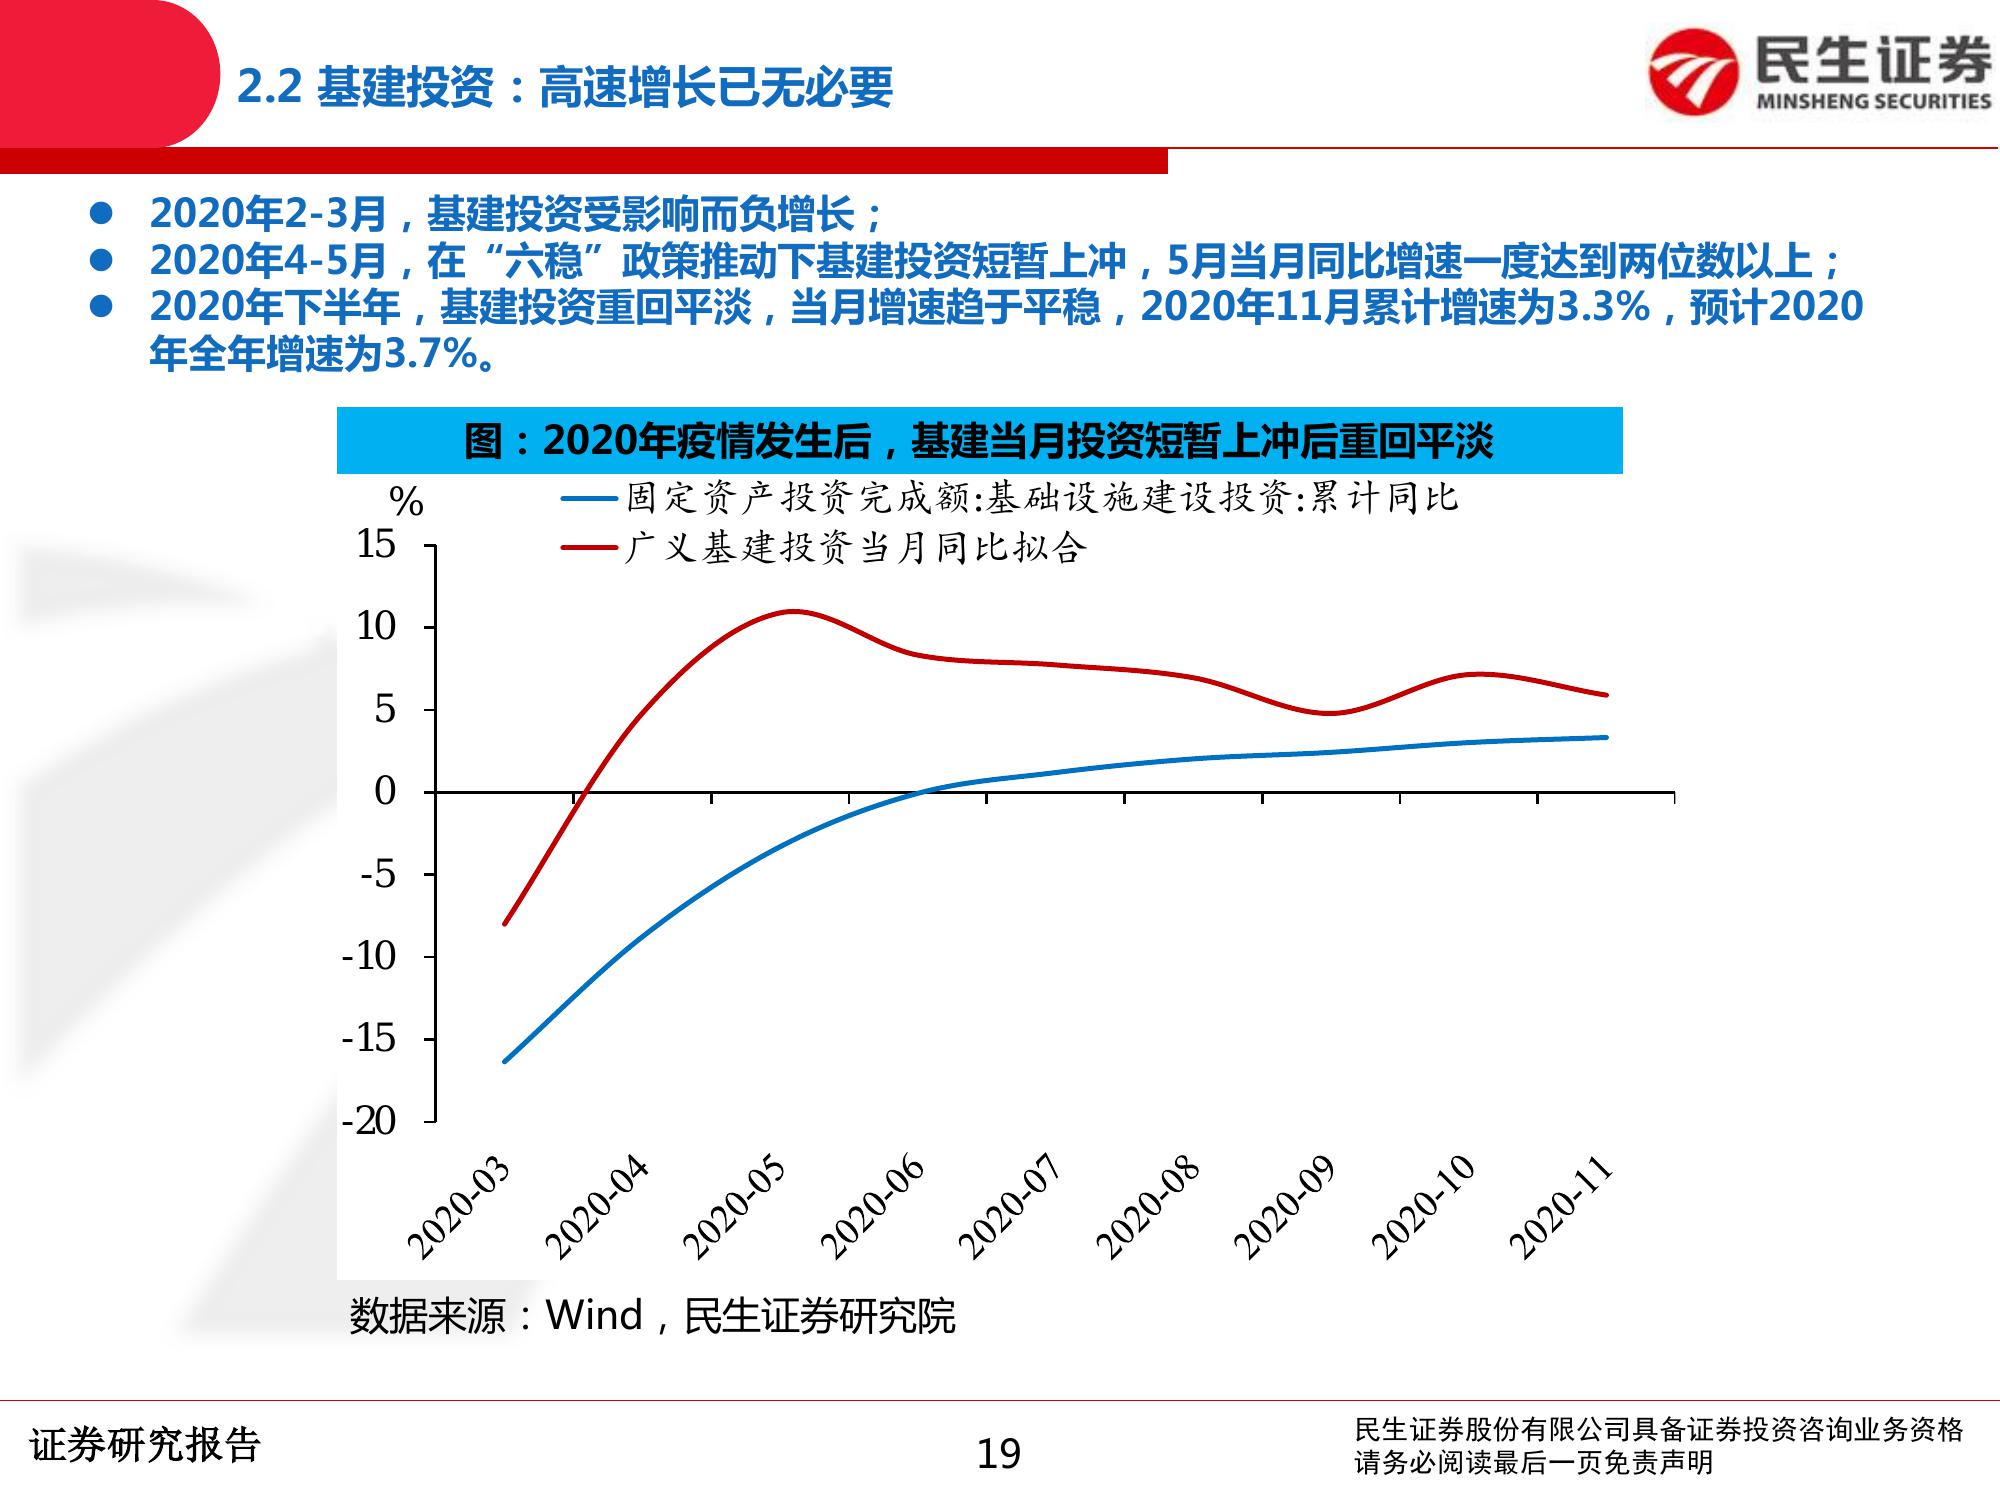 2.2 基建投资：高速增长已无必要
民生证券
MINSHENG SECURITIES
● 2020年2-3月，基建投资受影响而负增长；
● 2020年4-5月，在“六稳”政策推动下基建投资短暂上冲，5月当月同比增速一度达到两位数以上；
● 2020年下半年，基建投资重回平淡，当月增速趋于平稳，2020年11月累计增速为3.3%，预计2020
年全年增速为3.7%。
图：2020年疫情发生后，基建当月投资短暂上冲后重回平淡
%
固定资产投资完成额:基础设施建设投资:累计同比
广义基建投资当月同比拟合
15
10
5
0
-5
-10
-15
-20
2020-03
2020-04
2020-05
2020-06
2020-07
2020-08
2020-09
2020-10
2020-11
数据来源：Wind，民生证券研究院
证券研究报告
19
民生证券股份有限公司具备证券投资咨询业务资格
请务必阅读最后一页免责声明